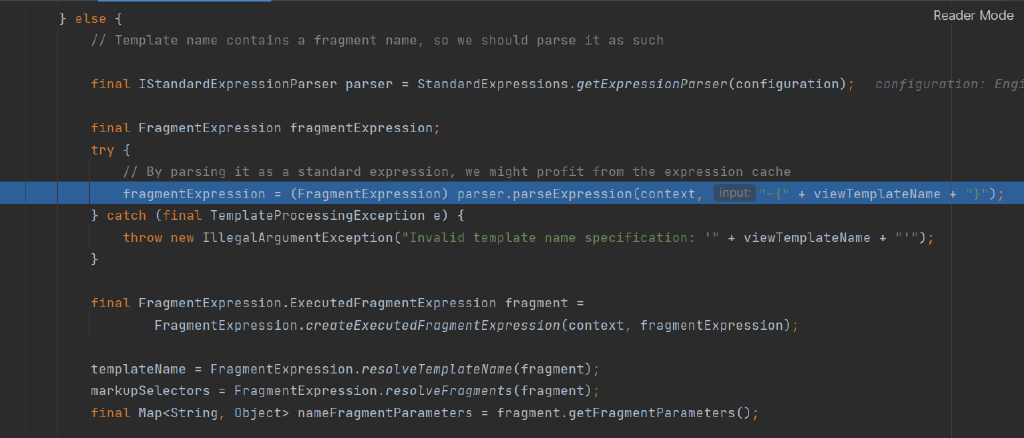 } else {
Reader Mode
// Template name contains a fragment name, so we should parse it as such
final IStandardExpressionParser parser = StandardExpressions.getExpressionParser(configuration);   configuration: Engi
final FragmentExpression fragmentExpression;
try {
// By parsing it as a standard expression, we might profit from the expression cache
fragmentExpression = (FragmentExpression) parser.parseExpression(context, input: "~{" + viewTemplateName + "}");
} catch (final TemplateProcessingException e) {
throw new IllegalArgumentException("Invalid template name specification: '" + viewTemplateName + "'");
}
final FragmentExpression.ExecutedFragmentExpression fragment =
FragmentExpression.createExecutedFragmentExpression(context, fragmentExpression);
templateName = FragmentExpression.resolveTemplateName(fragment);
markupSelectors = FragmentExpression.resolveFragments(fragment);
final Map<String, Object> nameFragmentParameters = fragment.getFragmentParameters();